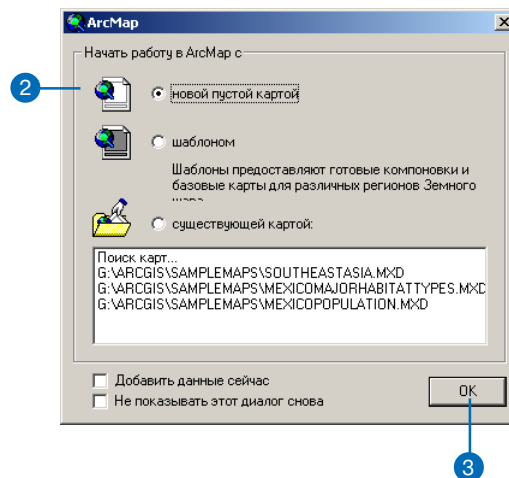 ArcMap
Начать работу в ArcMap с
2
новой пустой картой
шаблоном
Шаблоны предоставляют готовые компоновки и
базовые карты для различных регионов Земного
существующей картой:
Поиск карт...
G:\ARCGIS\SAMPLEMAPS\SOUTHEASTASIA.MXD
G:\ARCGIS\SAMPLEMAPS\MEXICOMAJORHABITATTYPES.MXD
G:\ARCGIS\SAMPLEMAPS\MEXICOPOPULATION.MXD
Добавить данные сейчас
Не показывать этот диалог снова
OK
3